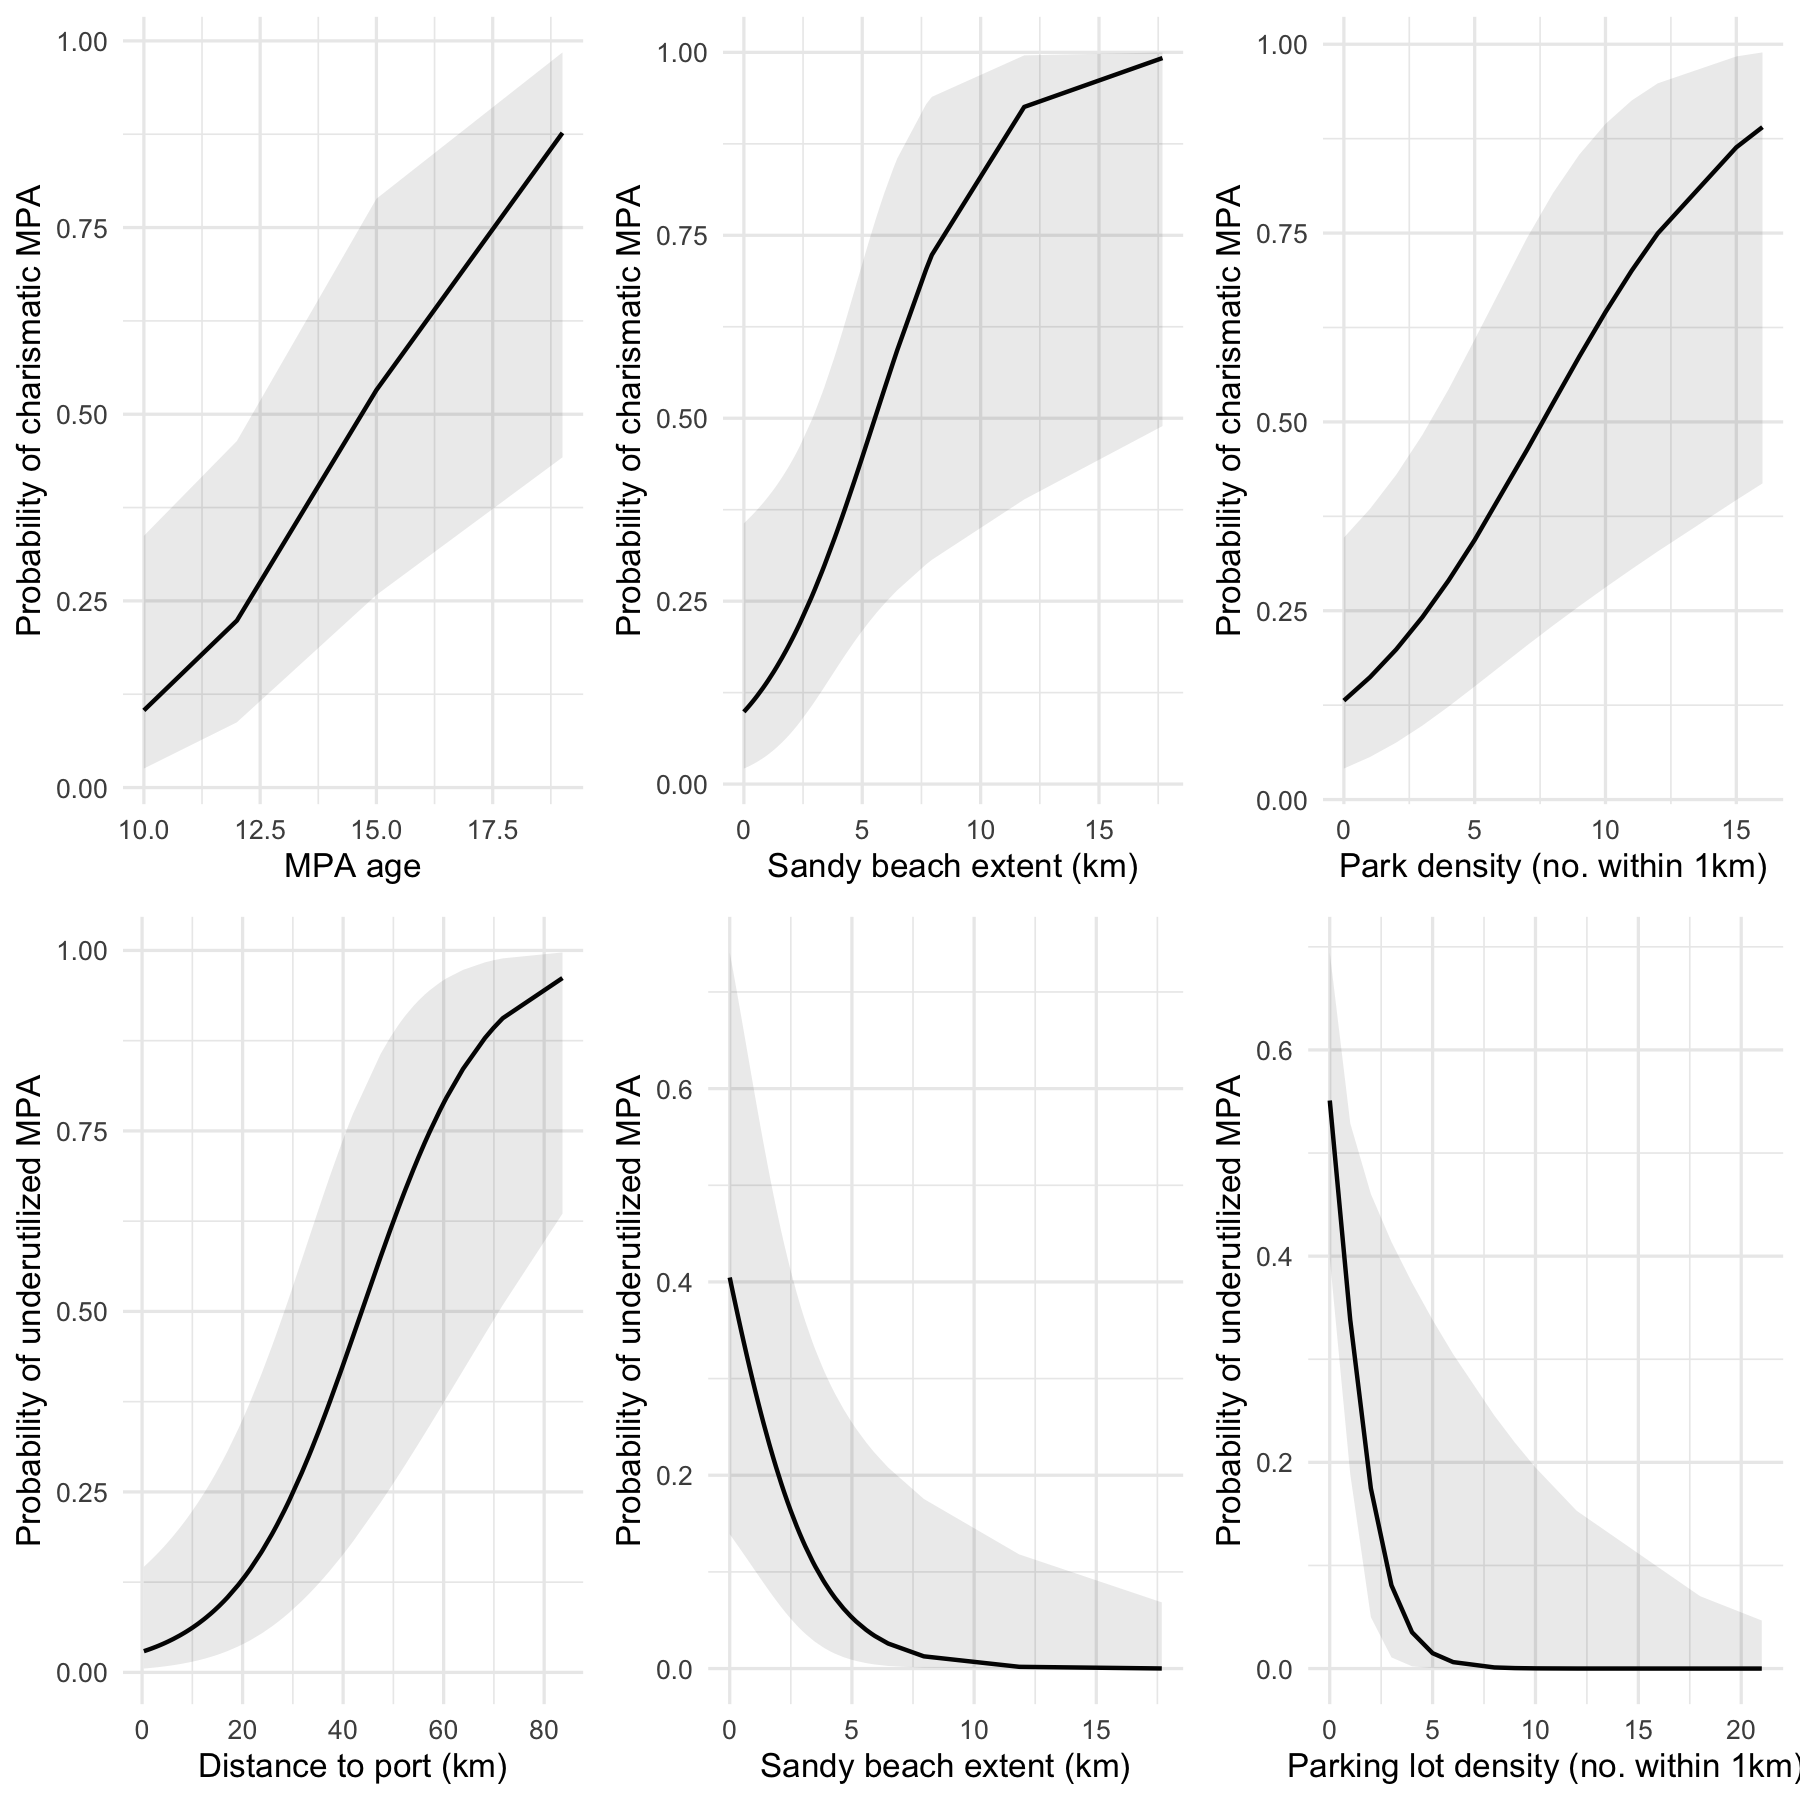 Probability of charismatic MPA
1.00
0.75
0.50
0.25
0.00
10.0 12.5 15.0 17.5
MPA age
Probability of charismatic MPA
1.00
0.75
0.50
0.25
0.00
0 5 10 15
Sandy beach extent (km)
Probability of charismatic MPA
1.00
0.75
0.50
0.25
0.00
0 5 10 15
Park density (no. within 1km)
Probability of underutilized MPA
1.00
0.75
0.50
0.25
0.00
0 20 40 60 80
Distance to port (km)
Probability of underutilized MPA
0.6
0.4
0.2
0.0
0 5 10 15
Sandy beach extent (km)
Probability of underutilized MPA
0.6
0.4
0.2
0.0
0 5 10 15 20
Parking lot density (no. within 1km)